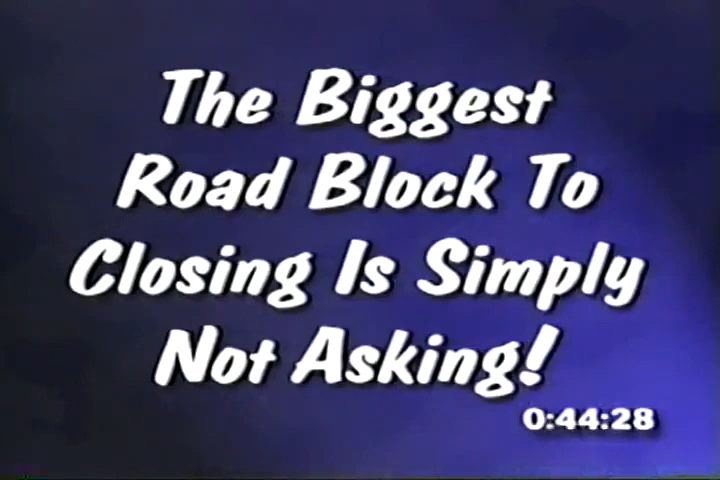 The Biggest
Road Block To
Closing Is Simply
Not Asking!
0:44:28